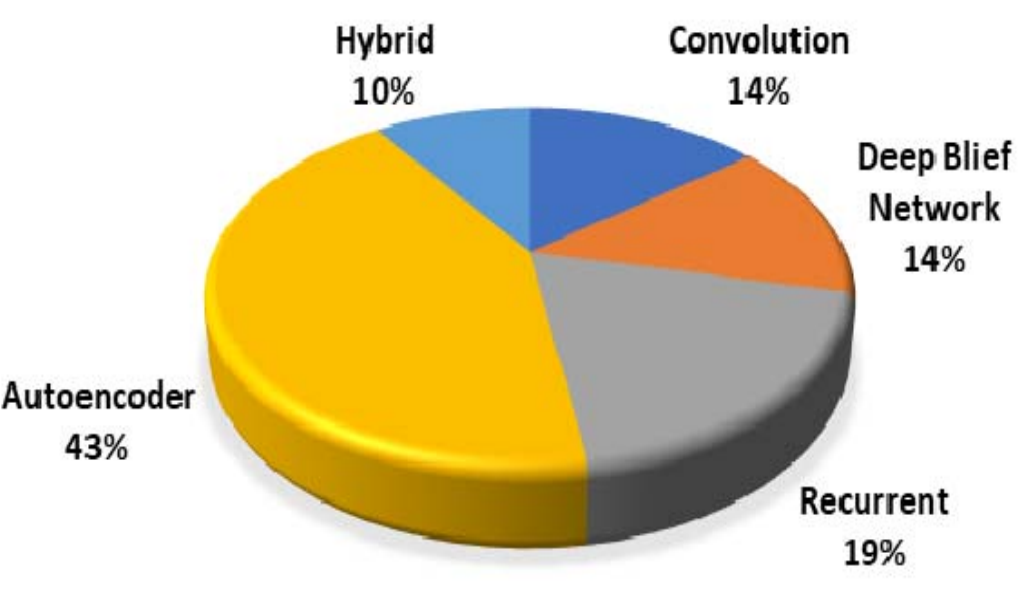 Hybrid
10%
Convolution
14%
Deep Blief
Network
14%
Autoencoder
43%
Recurrent
19%